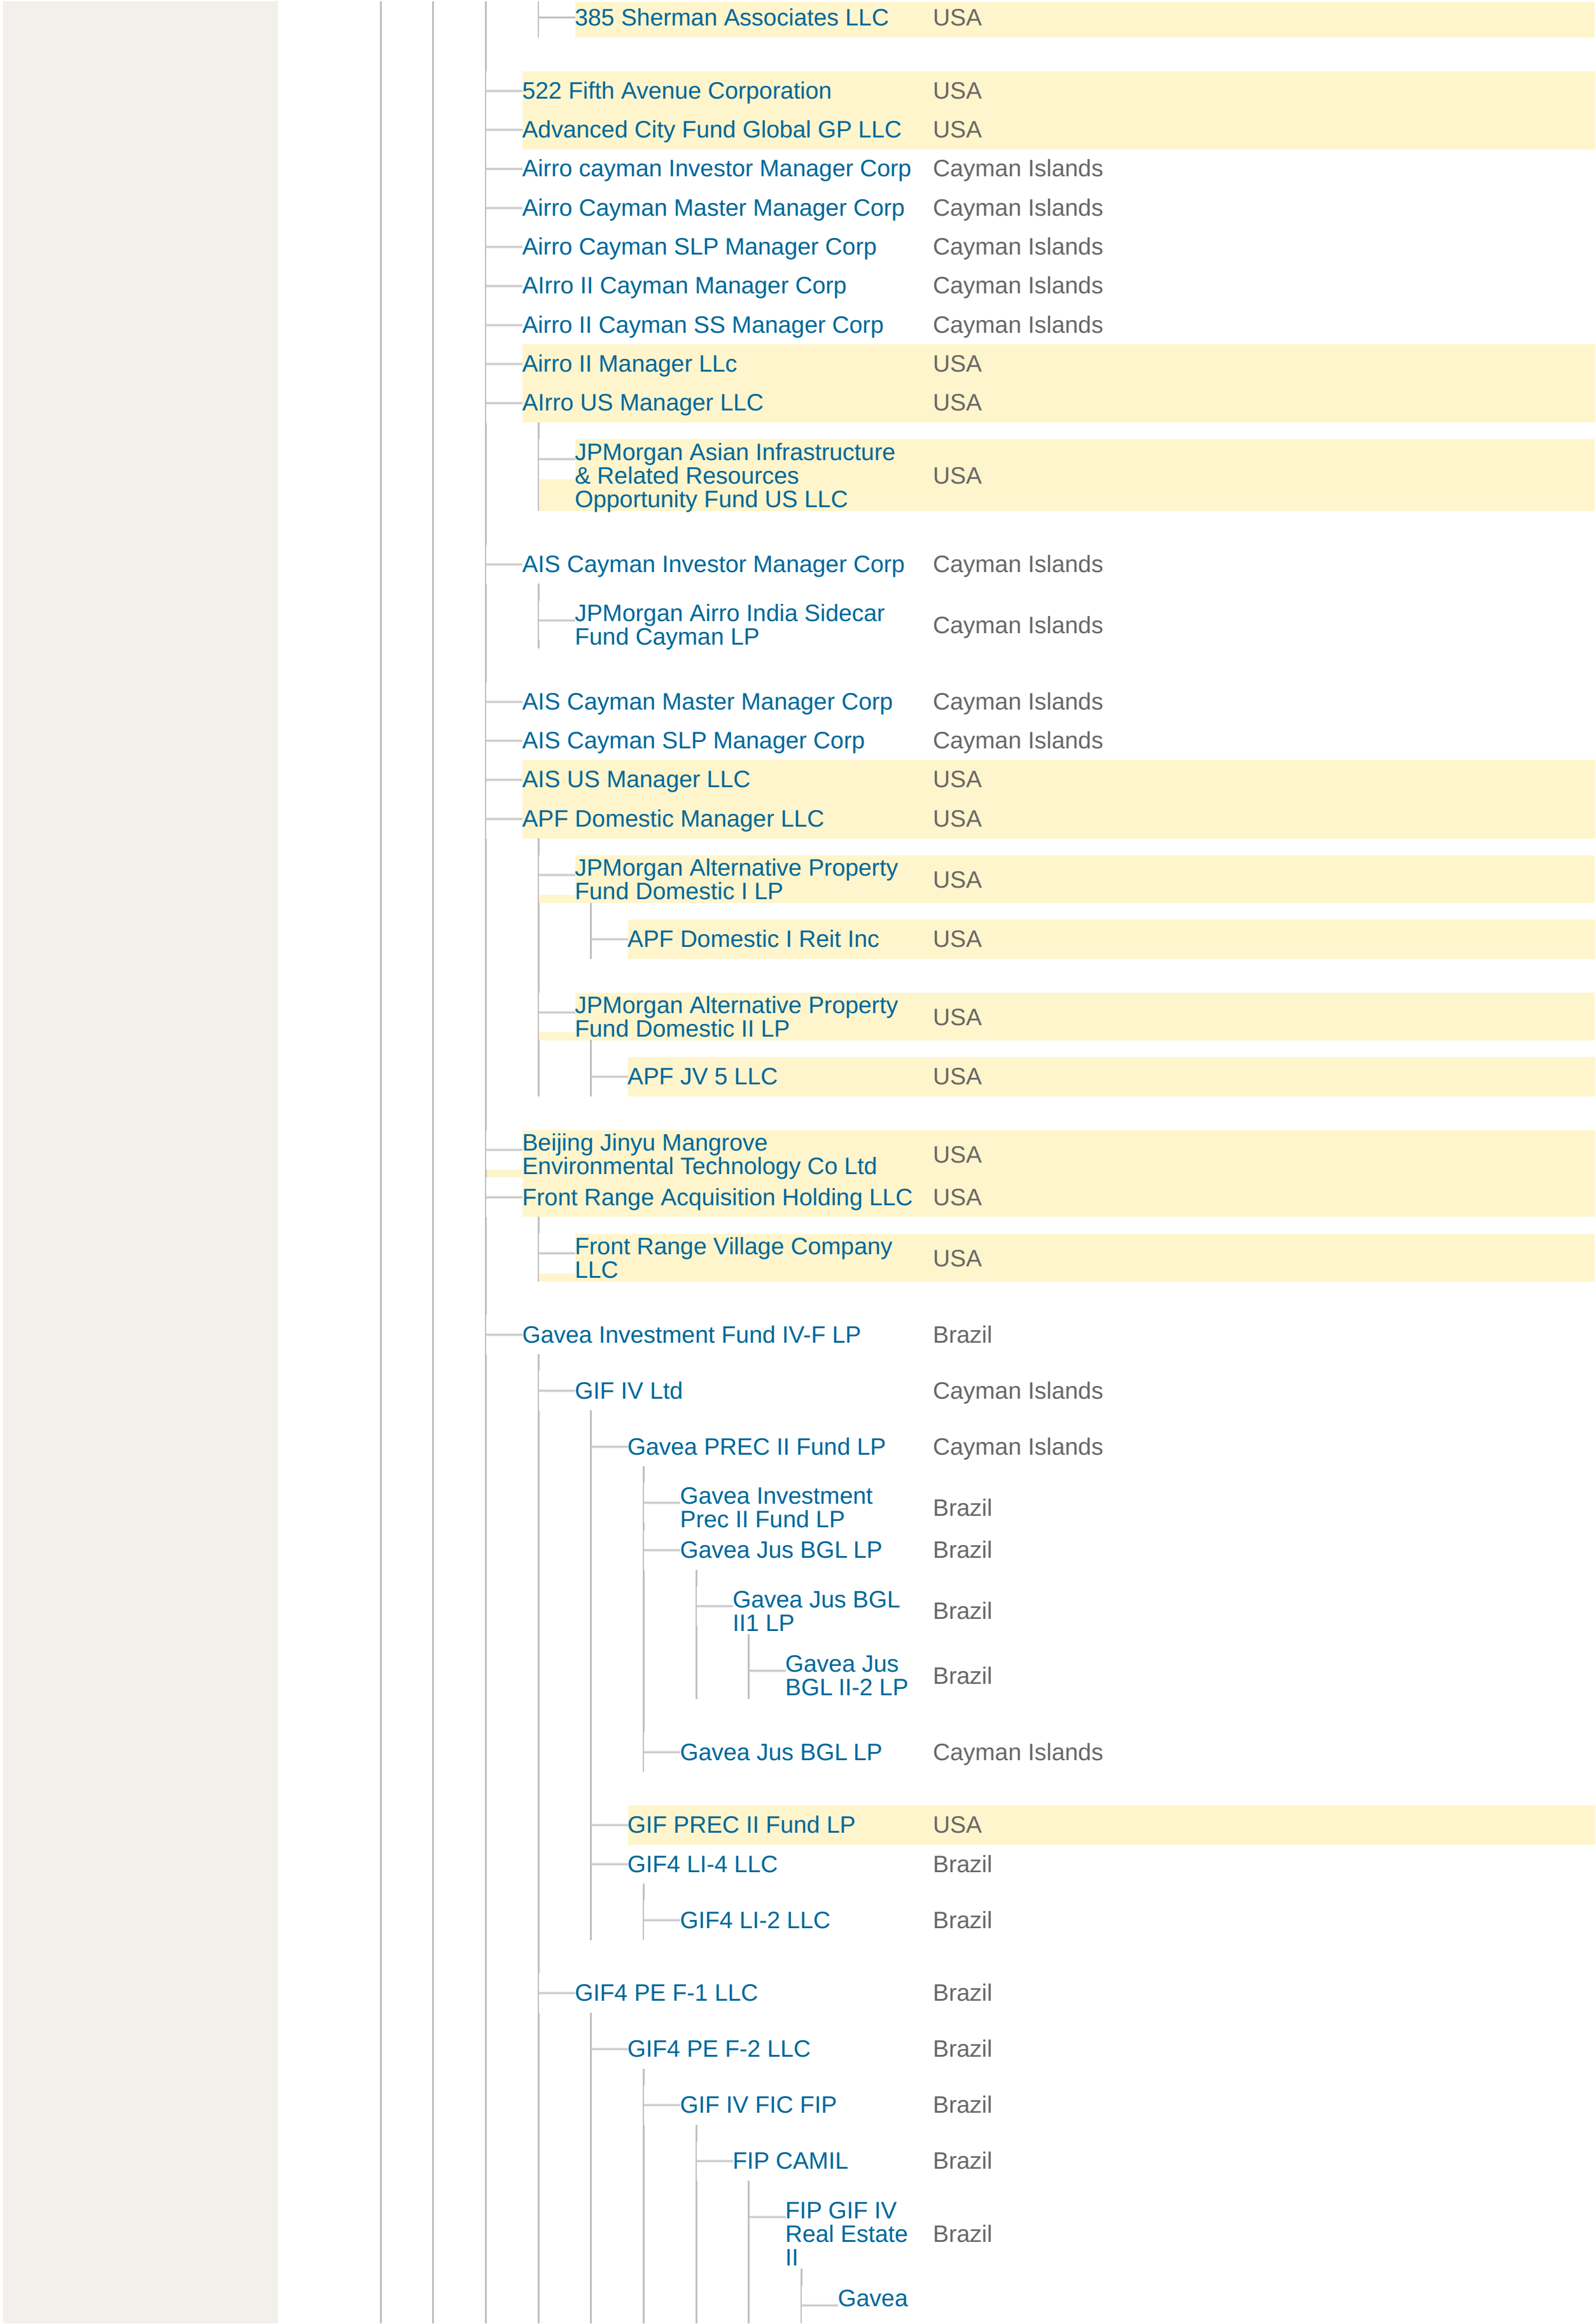 385 Sherman Associates LLC USA
522 Fifth Avenue Corporation USA
Advanced City Fund Global GP LLC USA
Airro cayman Investor Manager Corp Cayman Islands
Airro Cayman Master Manager Corp Cayman Islands
Airro Cayman SLP Manager Corp Cayman Islands
AIrro II Cayman Manager Corp Cayman Islands
Airro II Cayman SS Manager Corp Cayman Islands
Airro II Manager LLc USA
AIrro US Manager LLC USA
JPMorgan Asian Infrastructure
& Related Resources USA
Opportunity Fund US LLC
AIS Cayman Investor Manager Corp Cayman Islands
JPMorgan Airro India Sidecar
Fund Cayman LP Cayman Islands
AIS Cayman Master Manager Corp Cayman Islands
AIS Cayman SLP Manager Corp Cayman Islands
AIS US Manager LLC USA
APF Domestic Manager LLC USA
JPMorgan Alternative Property
Fund Domestic I LP USA
APF Domestic I Reit Inc USA
JPMorgan Alternative Property
Fund Domestic II LP USA
APF JV 5 LLC USA
Beijing Jinyu Mangrove
Environmental Technology Co Ltd USA
Front Range Acquisition Holding LLC USA
Front Range Village Company
LLC USA
Gavea Investment Fund IV-F LP Brazil
GIF IV Ltd Cayman Islands
Gavea PREC II Fund LP Cayman Islands
Gavea Investment
Prec II Fund LP Brazil
Gavea Jus BGL LP Brazil
Gavea Jus BGL
II1 LP Brazil
Gavea Jus
BGL II-2 LP Brazil
Gavea Jus BGL LP Cayman Islands
GIF PREC II Fund LP USA
GIF4 LI-4 LLC Brazil
GIF4 LI-2 LLC Brazil
GIF4 PE F-1 LLC Brazil
GIF4 PE F-2 LLC Brazil
GIF IV FIC FIP Brazil
FIP CAMIL Brazil
FIP GIF IV
Real Estate Brazil
II
Gavea